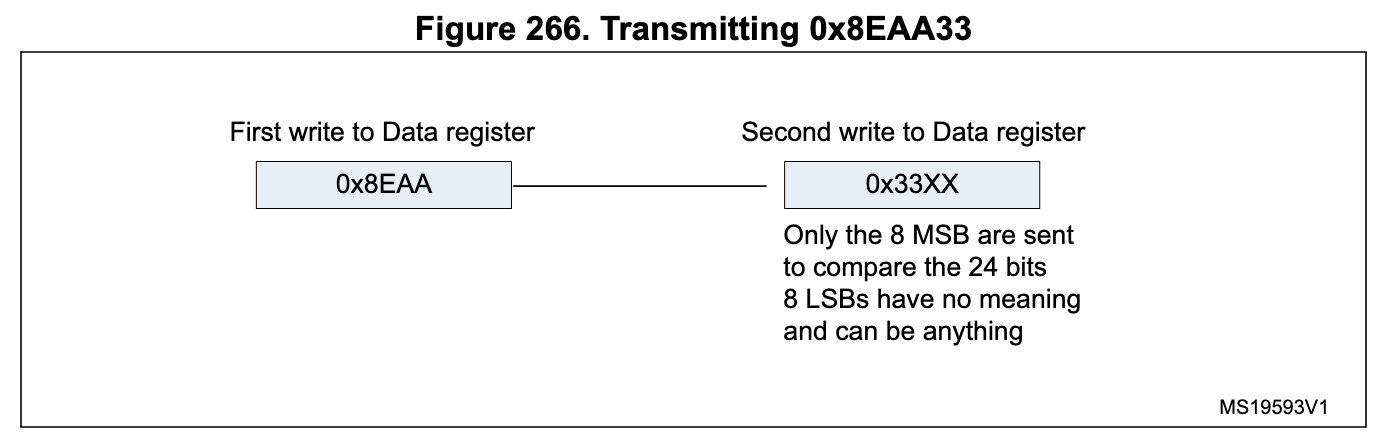 Figure 266. Transmitting 0x8EAA33
First write to Data register
Second write to Data register
0x8EAA
0x33XX
Only the 8 MSB are sent
to compare the 24 bits
8 LSBs have no meaning
and can be anything
MS19593V1